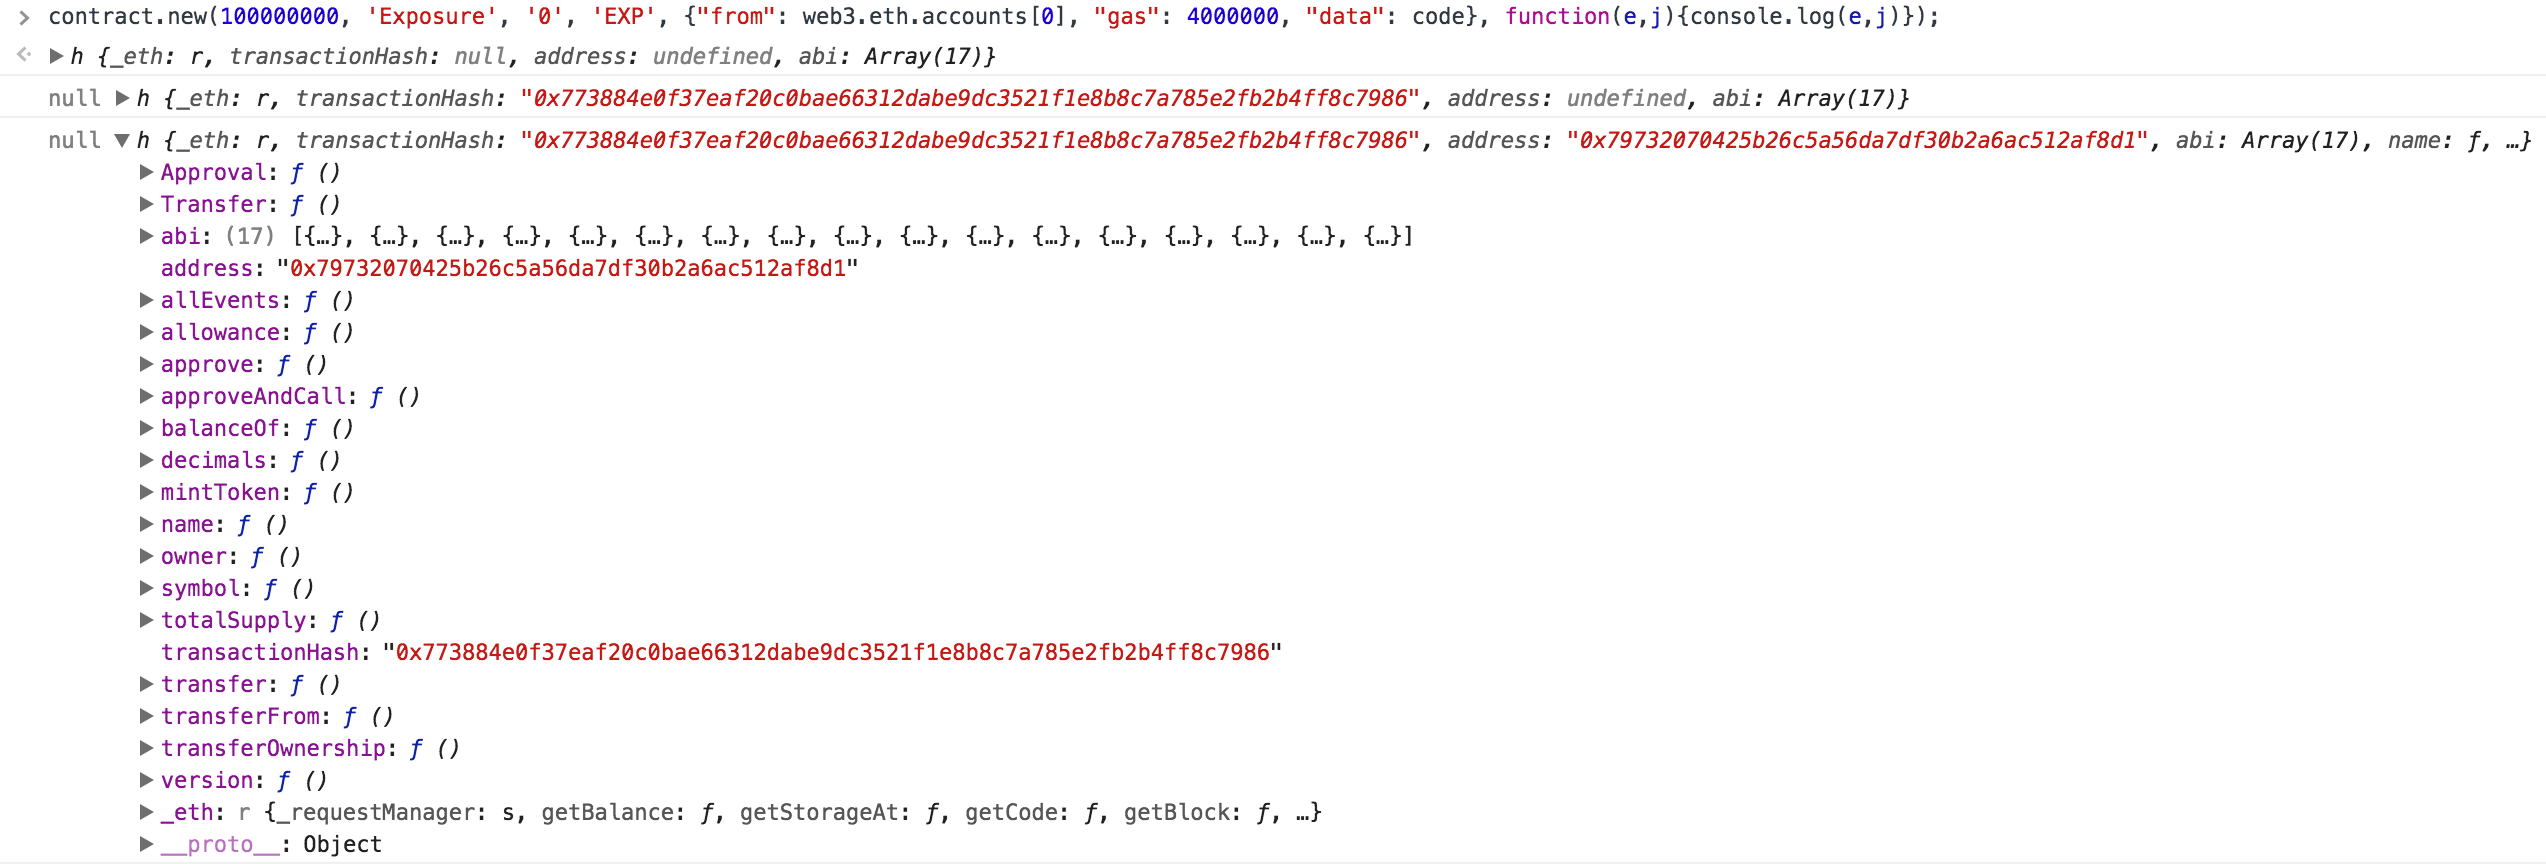 > contract.new(100000000, 'Exposure', '0', 'EXP', {"from": web3.eth.accounts[0], "gas": 4000000, "data": code}, function(e,j){console.log(e,j)});
<· ▶ h {_eth: r, transactionHash: null, address: undefined, abi: Array(17)}
null ▶ h {_eth: r, transactionHash: "0x773884e0f37eaf20c0bae66312dabe9dc3521f1e8b8c7a785e2fb2b4ff8c7986", address: undefined, abi: Array(17)}
null ▼ h {_eth: r, transactionHash: "0x773884e0f37eaf20c0bae66312dabe9dc3521f1e8b8c7a785e2fb2b4ff8c7986", address: "0x79732070425b26c5a56da7df30b2a6ac512af8d1", abi: Array(17), name: ƒ, …}
▶ Approval: ƒ ()
▶ Transfer: ƒ ()
▶ abi: (17) [{…}, {…}, {…}, {…}, {…}, {…}, {…}, {…}, {…}, {…}, {…}, {…}, {…}, {…}, {…}, {…}, {…}]
address: "0x79732070425b26c5a56da7df30b2a6ac512af8d1"
▶ allEvents: ƒ ()
▶ allowance: ƒ ()
▶ approve: ƒ ()
▶ approveAndCall: ƒ ()
▶ balanceOf: ƒ ()
▶ decimals: ƒ ()
▶ mintToken: ƒ ()
▶ name: ƒ ()
▶ owner: ƒ ()
▶ symbol: ƒ ()
▶ totalSupply: ƒ ()
transactionHash: "0x773884e0f37eaf20c0bae66312dabe9dc3521f1e8b8c7a785e2fb2b4ff8c7986"
▶ transfer: ƒ ()
▶ transferFrom: ƒ ()
▶ transferOwnership: ƒ ()
▶ version: ƒ ()
▶ _eth: r {_requestManager: s, getBalance: ƒ, getStorageAt: ƒ, getCode: ƒ, getBlock: ƒ, …}
▶ __proto__: Object